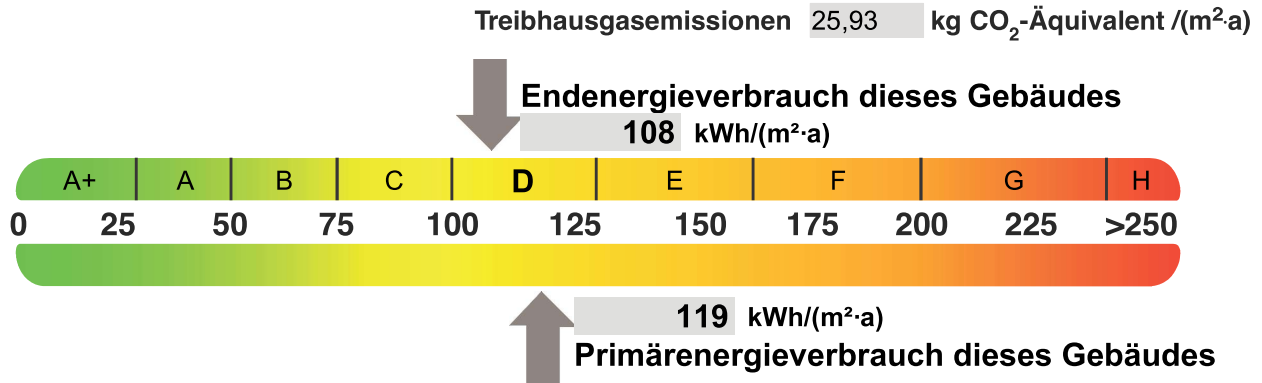 Treibhausgasemissionen 25,93 kg CO₂-Äquivalent /(m²·a)
Endenergieverbrauch dieses Gebäudes
108 kWh/(m²·a)
A+ A B C D E F G H
0 25 50 75 100 125 150 175 200 225 >250
119 kWh/(m²·a)
Primärenergieverbrauch dieses Gebäudes